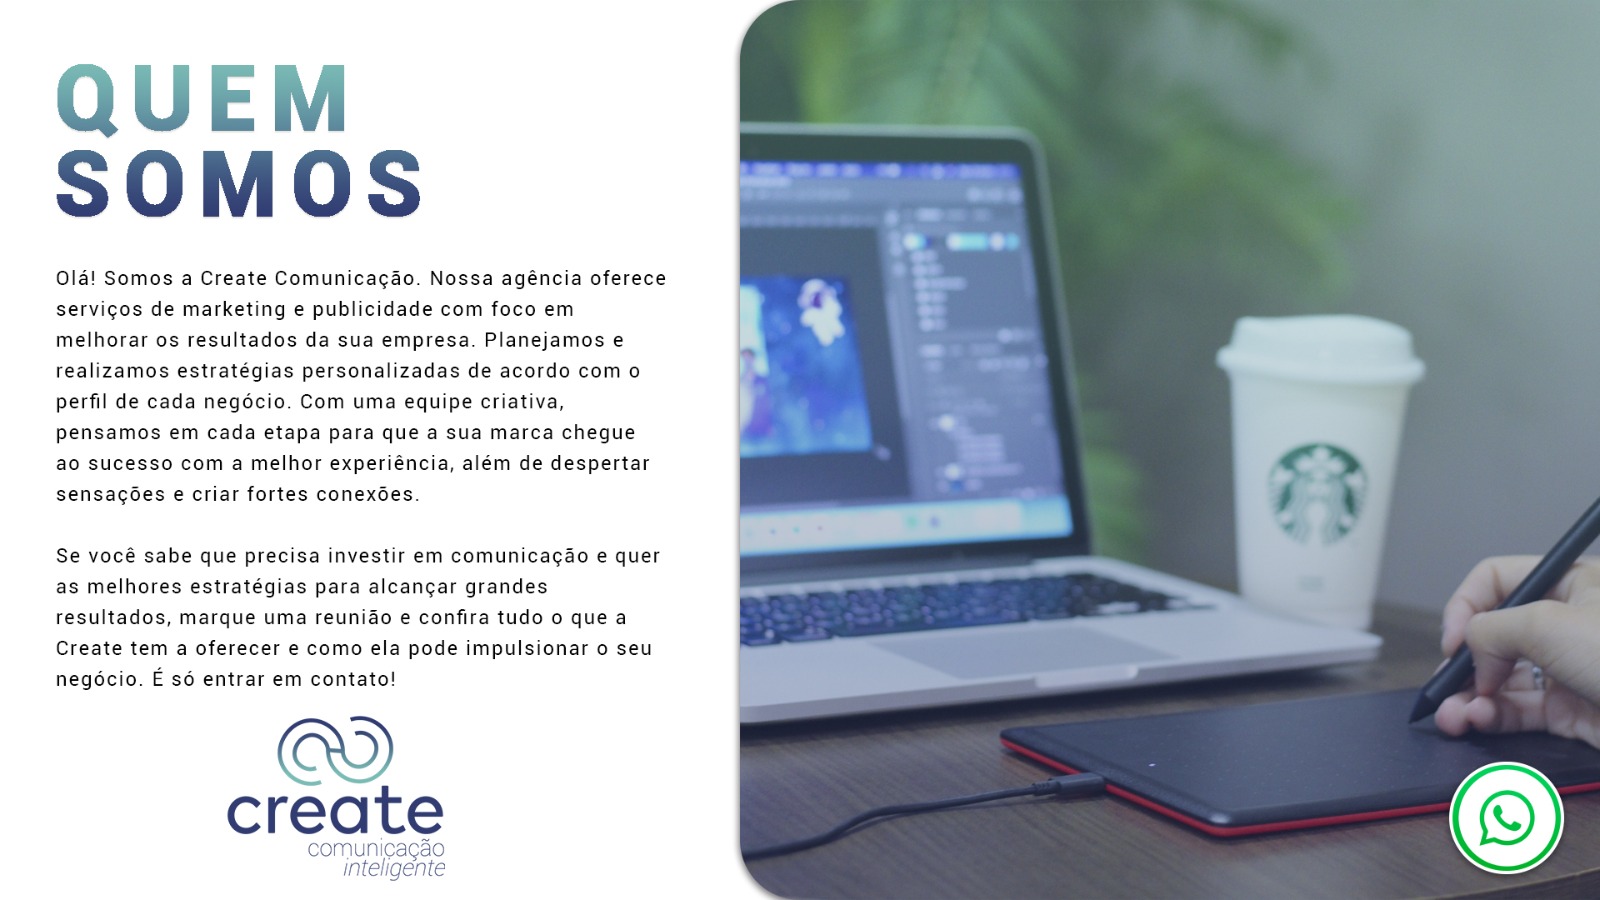 QUEM
SOMOS
Olá! Somos a Create Comunicação. Nossa agência oferece
serviços de marketing e publicidade com foco em
melhorar os resultados da sua empresa. Planejamos e
realizamos estratégias personalizadas de acordo com o
perfil de cada negócio. Com uma equipe criativa,
pensamos em cada etapa para que a sua marca chegue
ao sucesso com a melhor experiência, além de despertar
sensações e criar fortes conexões.
Se você sabe que precisa investir em comunicação e quer
as melhores estratégias para alcançar grandes
resultados, marque uma reunião e confira tudo o que a
Create tem a oferecer e como ela pode impulsionar o seu
negócio. É só entrar em contato!
create
comunicação
inteligente